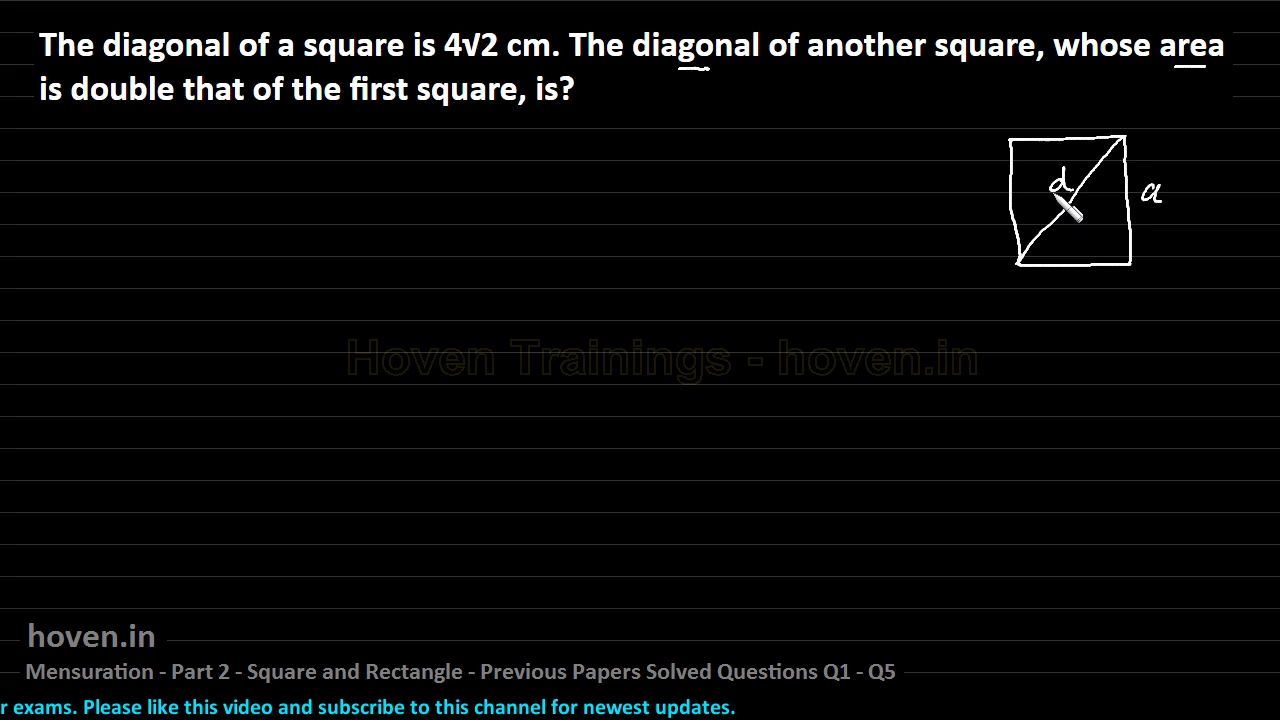 The diagonal of a square is 4√2 cm. The diagonal of another square, whose area
is double that of the first square, is?
d
a
Hoven Trainings - hoven.in
hoven.in
Mensuration - Part 2 - Square and Rectangle - Previous Papers Solved Questions Q1 - Q5
r exams. Please like this video and subscribe to this channel for newest updates.